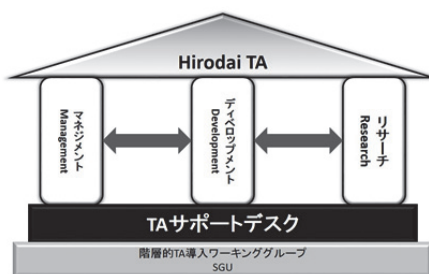 Hirodai TA
マネジメント
Management
ディベロップメント
Development
リサーチ
Research
TAサポートデスク
階層的TA導入ワーキンググループ
SGU